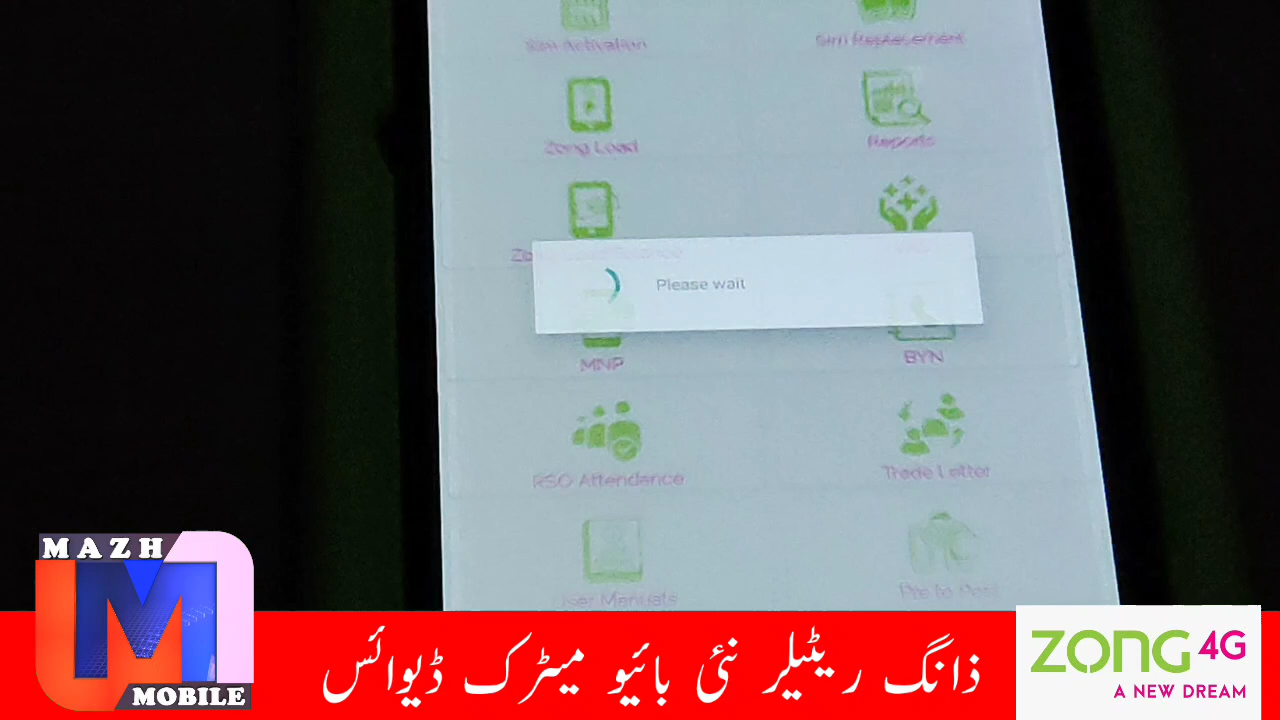 Sim Activation
Sim Replacement
Zong Load
Reports
Please wait
MNP
BYN
RSO Attendance
Trade Letter
User Manuals
Pre to Post
MAZH
MOBILE
ذانگ ریٹیلر نئی بائیو میٹرک ڈیوائس
ZONG 4G
A NEW DREAM